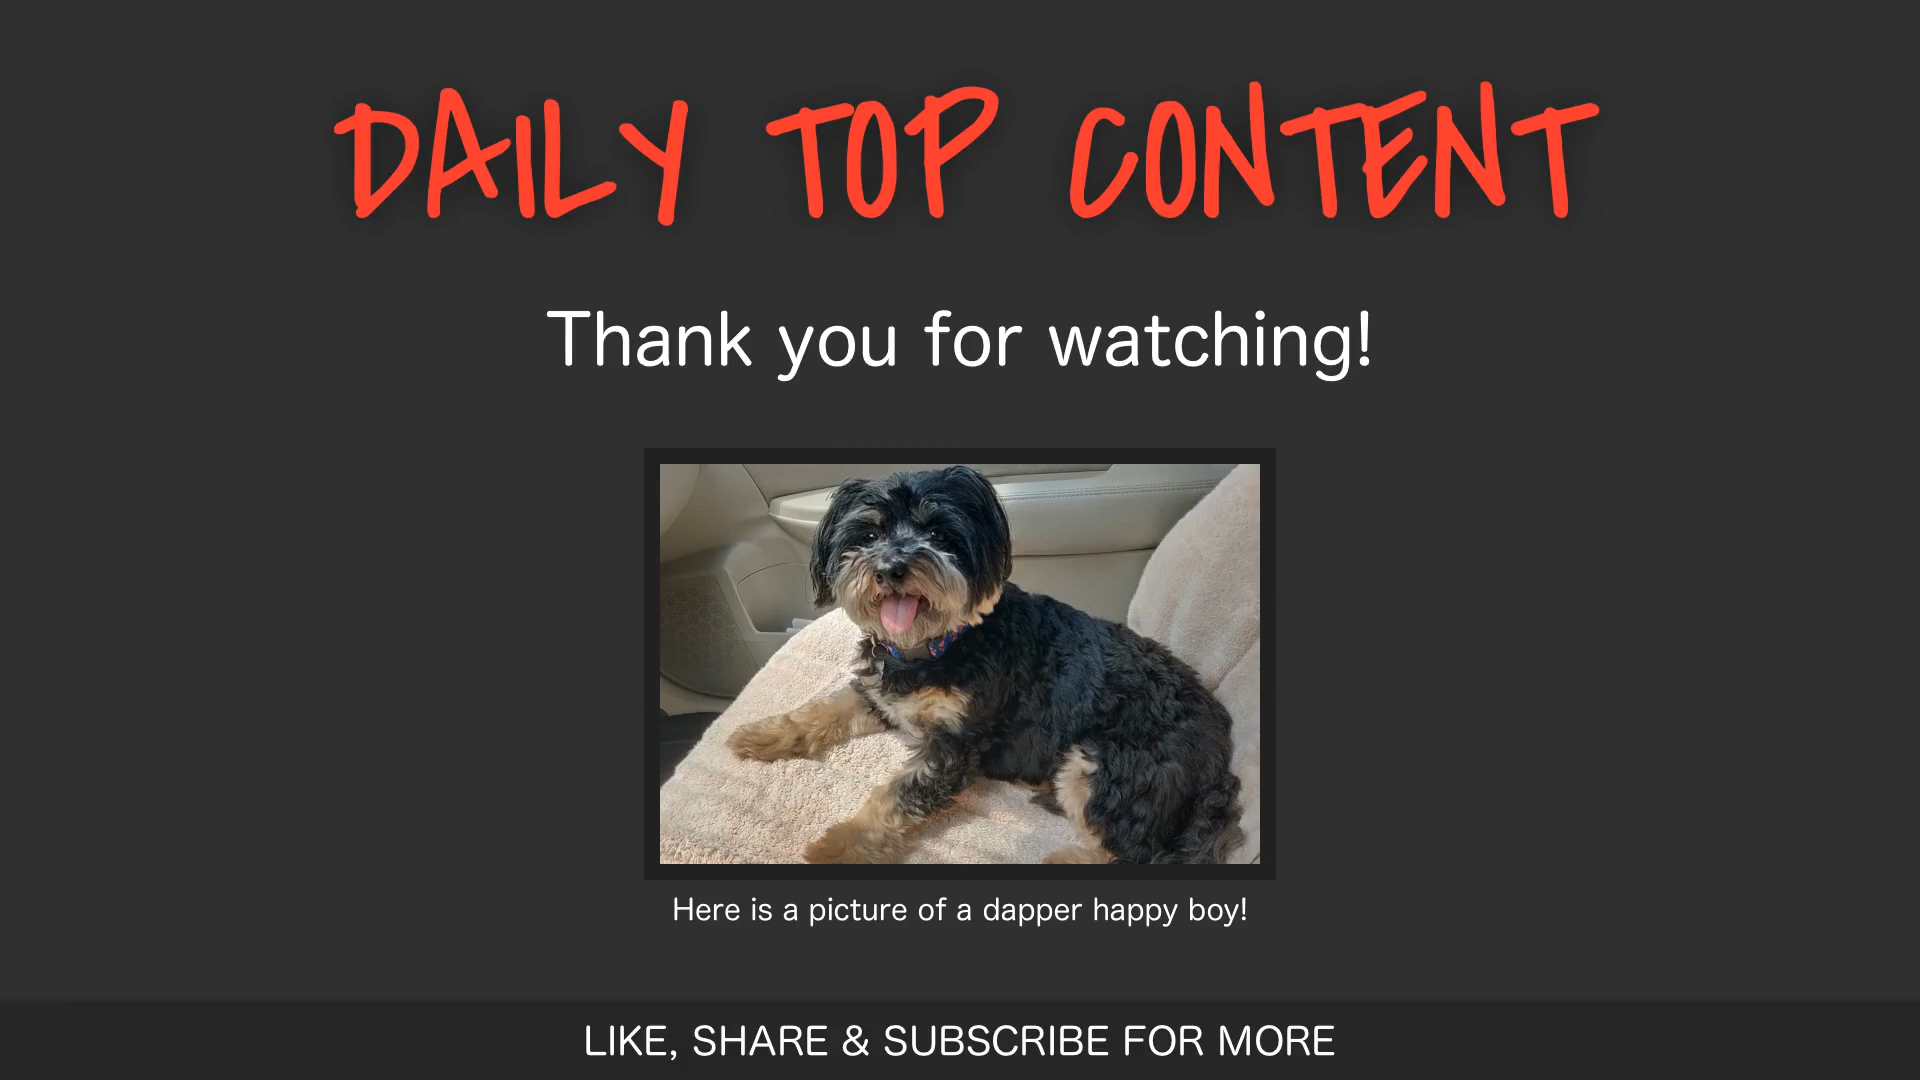 DAILY TOP CONTENT
Thank you for watching!
Here is a picture of a dapper happy boy!
LIKE, SHARE & SUBSCRIBE FOR MORE